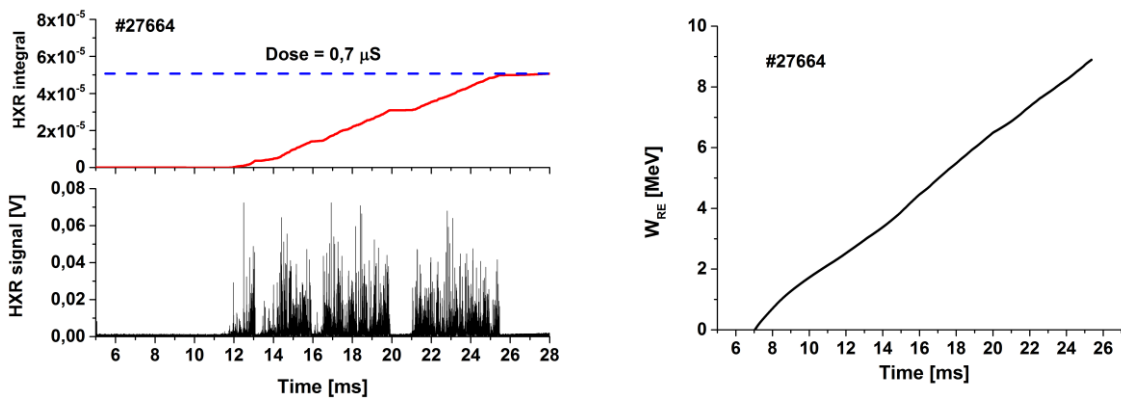 #27664
Dose = 0,7 μS
HXR integral
8x10⁻⁵
6x10⁻⁵
4x10⁻⁵
2x10⁻⁵
0
HXR signal [V]
0,08
0,06
0,04
0,02
0,00
6 8 10 12 14 16 18 20 22 24 26 28
Time [ms]
#27664
W_RE [MeV]
10
8
6
4
2
0
6 8 10 12 14 16 18 20 22 24 26
Time [ms]